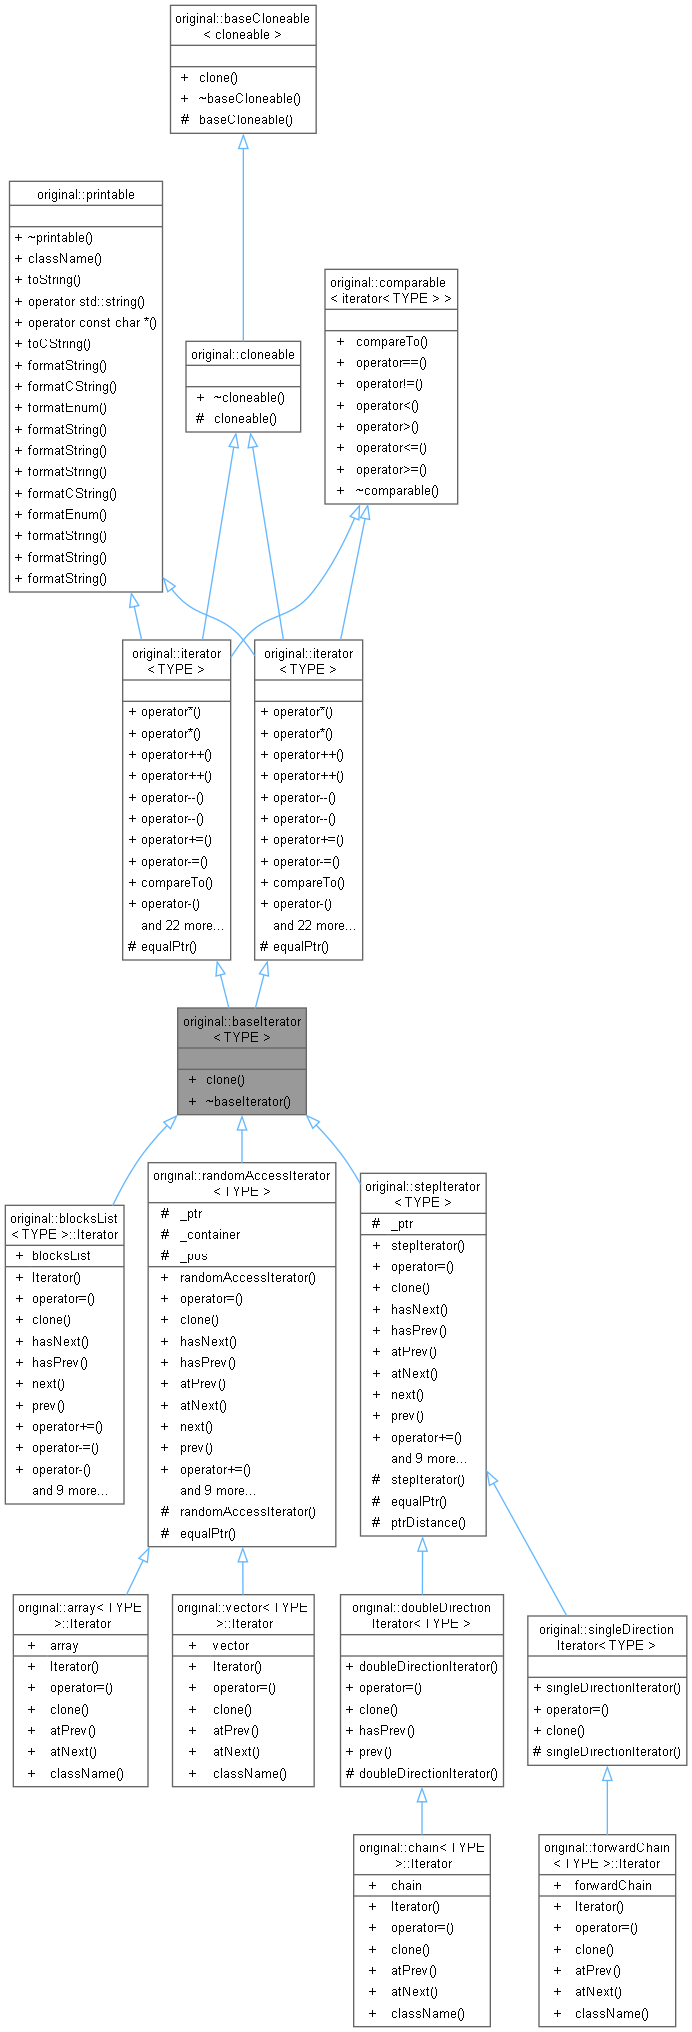 original::baseCloneable
< cloneable >
+ clone()
+ ~baseCloneable()
# baseCloneable()
original::printable
+ ~printable()
+ className()
+ toString()
+ operator std::string()
+ operator const char *()
+ toCString()
+ formatString()
+ formatCString()
+ formatEnum()
+ formatString()
+ formatString()
+ formatString()
+ formatCString()
+ formatEnum()
+ formatString()
+ formatString()
+ formatString()
original::comparable
< iterator< TYPE > >
+ compareTo()
+ operator==()
+ operator!=()
+ operator<()
+ operator>()
+ operator<=()
+ operator>=()
+ ~comparable()
original::cloneable
+ ~cloneable()
# cloneable()
original::iterator
< TYPE >
+ operator*()
+ operator*()
+ operator++()
+ operator++()
+ operator--()
+ operator--()
+ operator+=()
+ operator-=()
+ compareTo()
+ operator-()
and 22 more...
# equalPtr()
original::iterator
< TYPE >
+ operator*()
+ operator*()
+ operator++()
+ operator++()
+ operator--()
+ operator--()
+ operator+=()
+ operator-=()
+ compareTo()
+ operator-()
and 22 more...
# equalPtr()
original::baseIterator
< TYPE >
+ clone()
+ ~baseIterator()
original::blocksList
< TYPE >::Iterator
+ blocksList
+ Iterator()
+ operator=()
+ clone()
+ hasNext()
+ hasPrev()
+ next()
+ prev()
+ operator+=()
+ operator-=()
+ operator-()
and 9 more...
original::randomAccessIterator
< TYPE >
# _ptr
# _container
# _pos
+ randomAccessIterator()
+ operator=()
+ clone()
+ hasNext()
+ hasPrev()
+ atPrev()
+ atNext()
+ next()
+ prev()
+ operator+=()
and 9 more...
# randomAccessIterator()
# equalPtr()
original::stepIterator
< TYPE >
# _ptr
+ stepIterator()
+ operator=()
+ clone()
+ hasNext()
+ hasPrev()
+ atPrev()
+ atNext()
+ next()
+ prev()
+ operator+=()
and 9 more...
# stepIterator()
# equalPtr()
# ptrDistance()
original::array< TYPE
>::Iterator
+ array
+ Iterator()
+ operator=()
+ clone()
+ atPrev()
+ atNext()
+ className()
original::vector< TYPE
>::Iterator
+ vector
+ Iterator()
+ operator=()
+ clone()
+ atPrev()
+ atNext()
+ className()
original::doubleDirection
Iterator< TYPE >
+ doubleDirectionIterator()
+ operator=()
+ clone()
+ hasPrev()
+ prev()
# doubleDirectionIterator()
original::singleDirection
Iterator< TYPE >
+ singleDirectionIterator()
+ operator=()
+ clone()
# singleDirectionIterator()
original::chain< TYPE
>::Iterator
+ chain
+ Iterator()
+ operator=()
+ clone()
+ atPrev()
+ atNext()
+ className()
original::forwardChain
< TYPE >::Iterator
+ forwardChain
+ Iterator()
+ operator=()
+ clone()
+ atPrev()
+ atNext()
+ className()